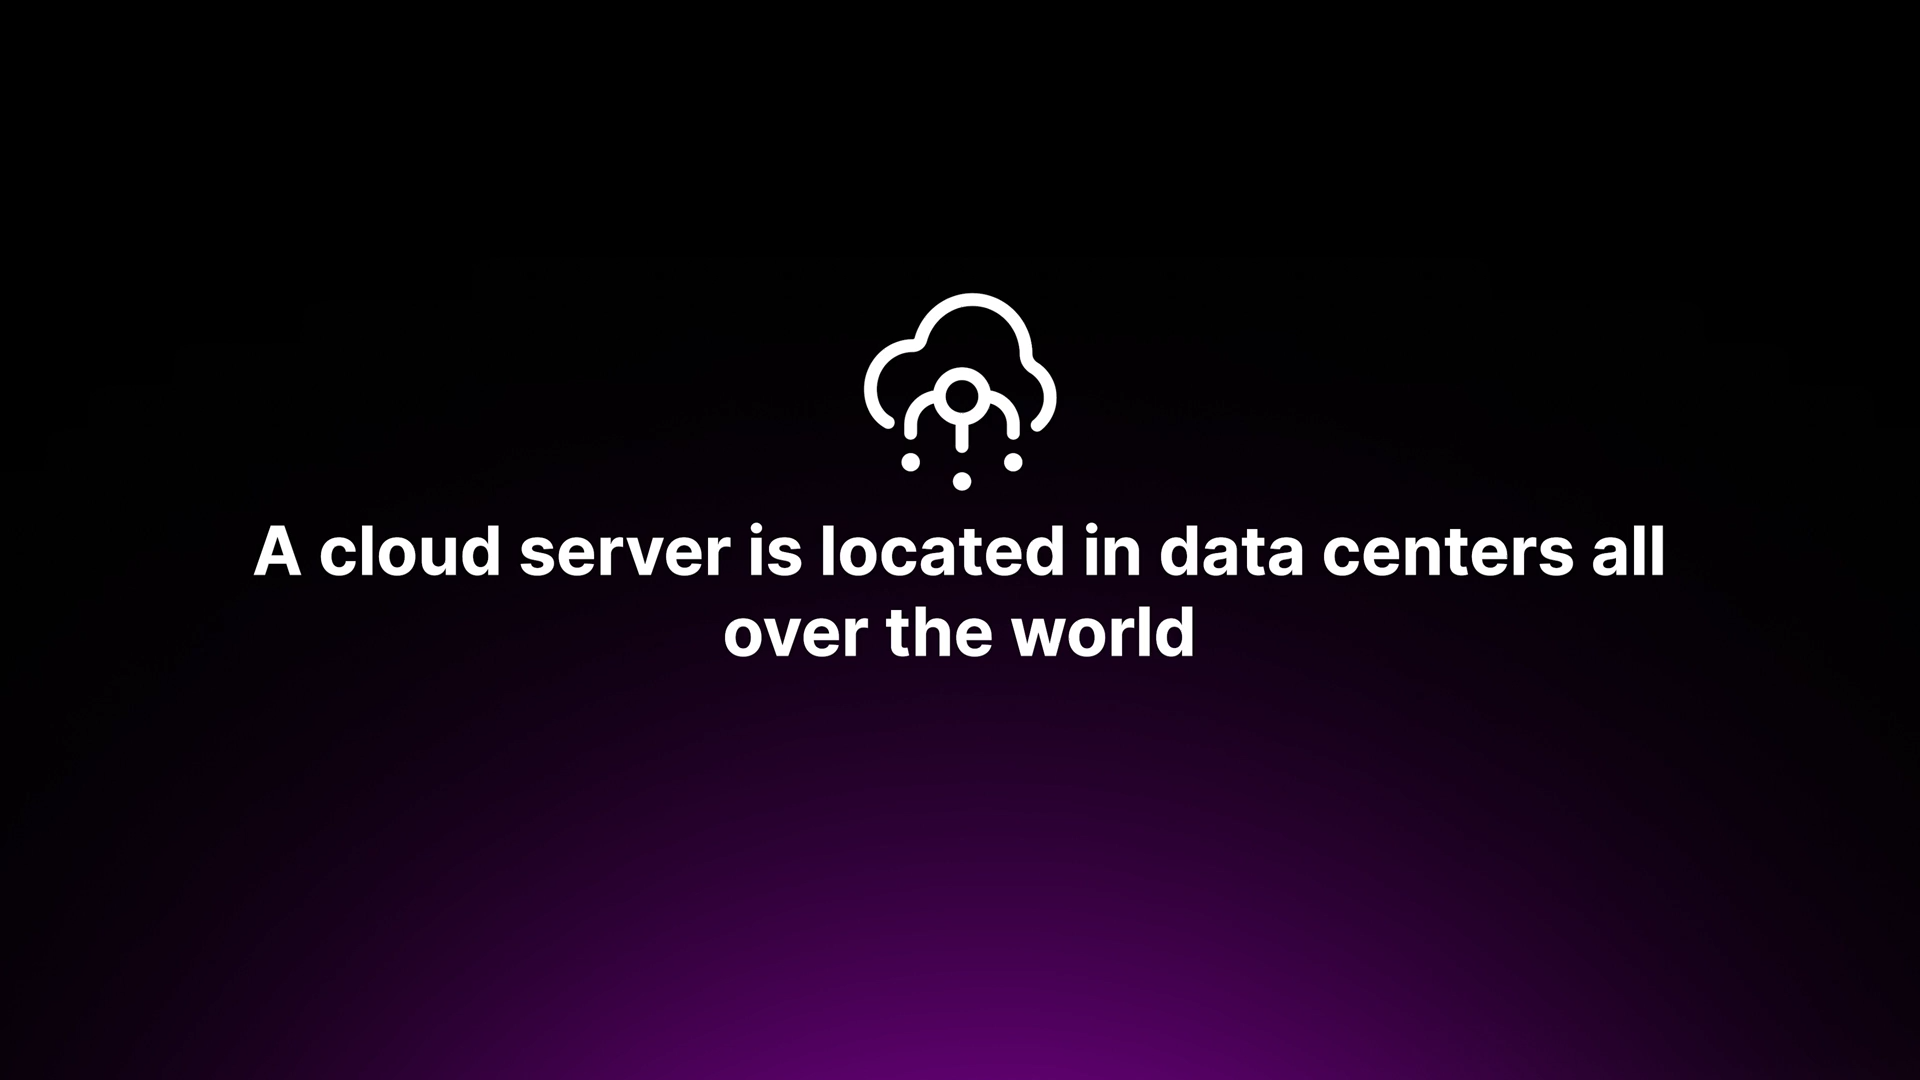 A cloud server is located in data centers all
over the world